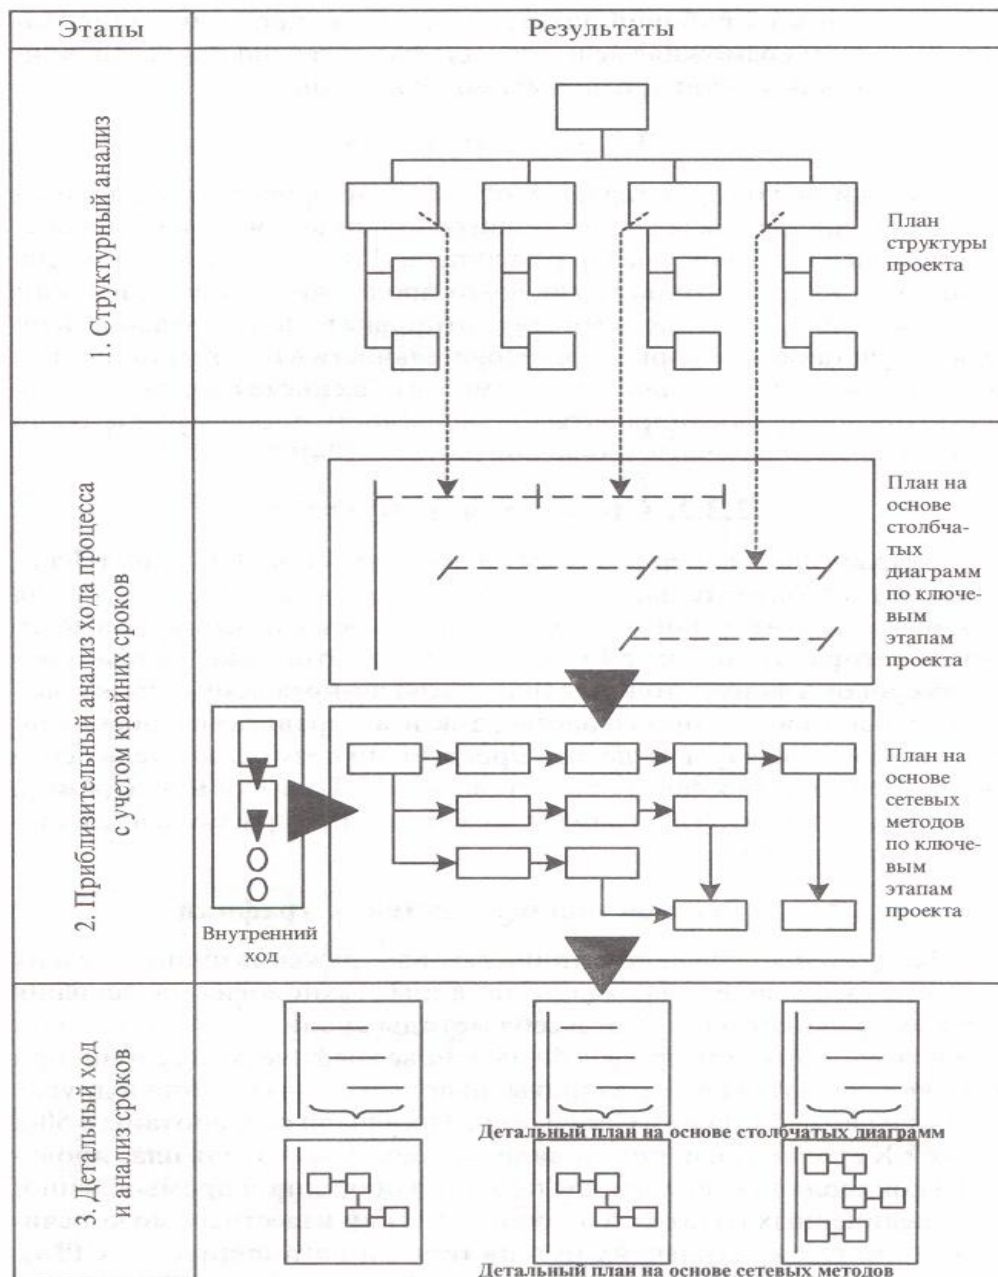 Этапы
Результаты
1. Структурный анализ
План
структуры
проекта
2. Приблизительный анализ хода процесса
с учетом крайних сроков
План на
основе
столбча-
тых
диаграмм
по ключе-
вым
этапам
проекта
План на
основе
сетевых
методов
по ключе-
вым
этапам
проекта
Внутренний
ход
3. Детальный ход
и анализ сроков
Детальный план на основе столбчатых диаграмм
Детальный план на основе сетевых методов